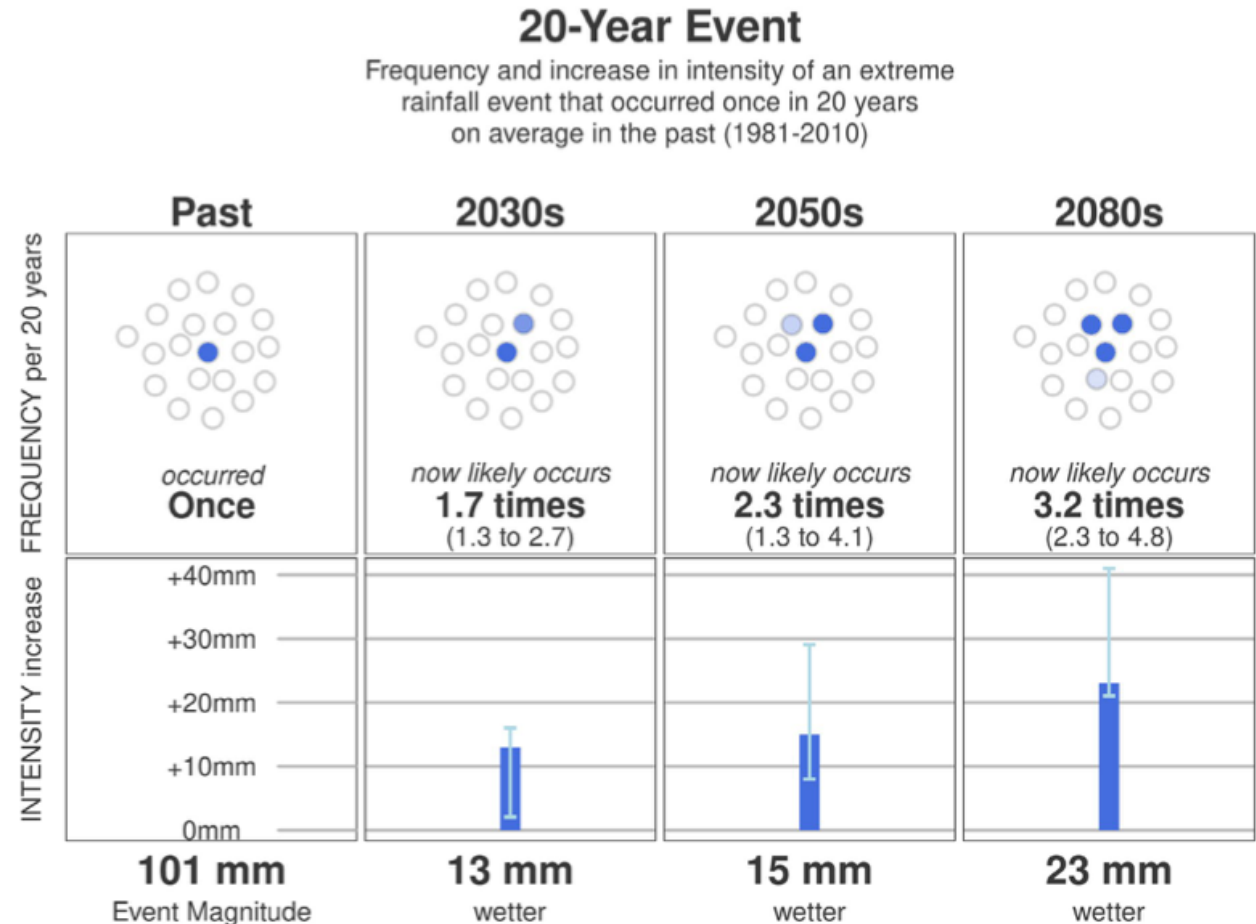 20-Year Event
Frequency and increase in intensity of an extreme
rainfall event that occurred once in 20 years
on average in the past (1981-2010)
Past
2030s
2050s
2080s
FREQUENCY per 20 years
occurred
Once
now likely occurs
1.7 times
(1.3 to 2.7)
now likely occurs
2.3 times
(1.3 to 4.1)
now likely occurs
3.2 times
(2.3 to 4.8)
INTENSITY increase
+40mm
+30mm
+20mm
+10mm
0mm
101 mm
Event Magnitude
13 mm
wetter
15 mm
wetter
23 mm
wetter